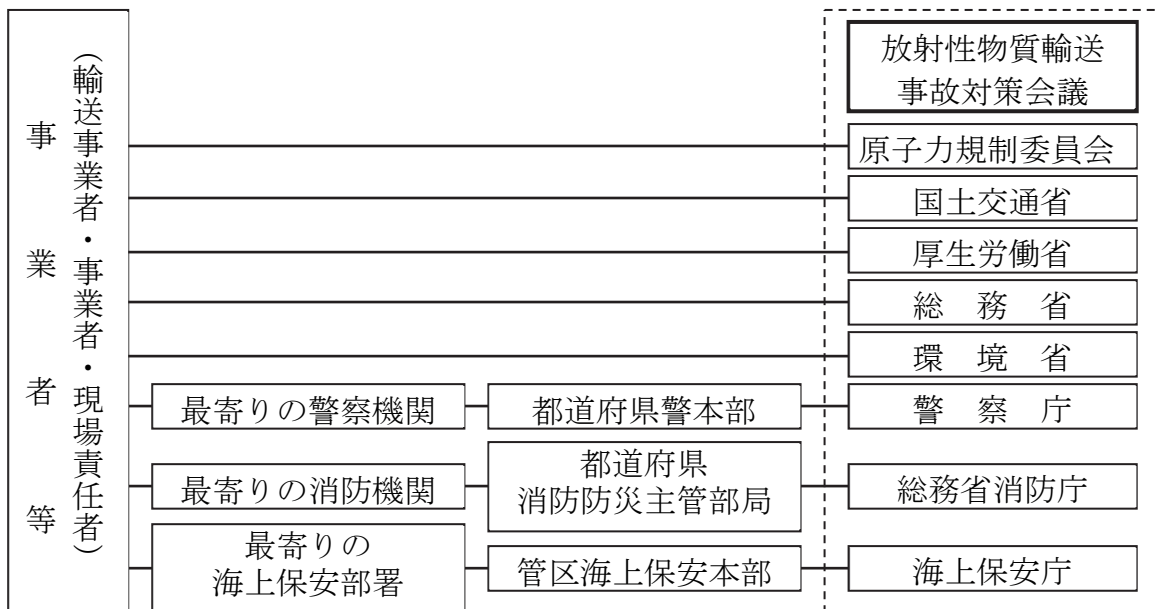 事業者等
（輸送事業者・事業者・現場責任者）
放射性物質輸送
事故対策会議
原子力規制委員会
国土交通省
厚生労働省
総務省
環境省
最寄りの警察機関
都道府県警本部
警察庁
最寄りの消防機関
都道府県
消防防災主管部局
総務省消防庁
最寄りの
海上保安部署
管区海上保安本部
海上保安庁